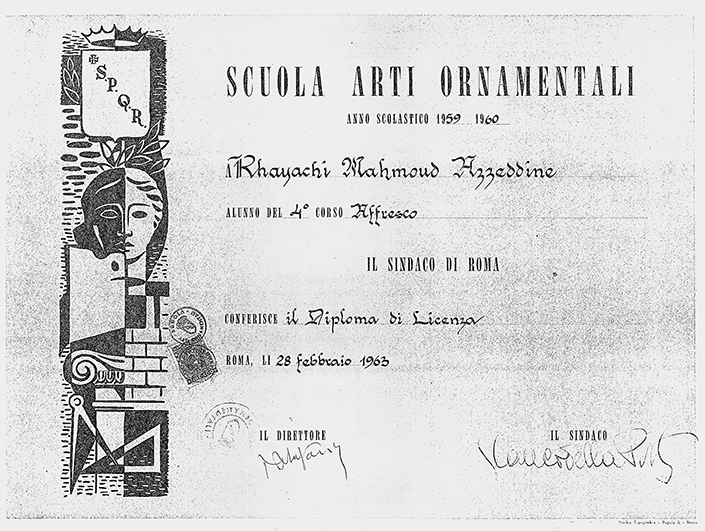 S.P.Q.R.
SCUOLA ARTI ORNAMENTALI
ANNO SCOLASTICO 1959 1960
A Khayachi Mahmoud Azzeddine
ALUNNO DEL 4° CORSO Affresco
IL SINDACO DI ROMA
CONFERISCE il Diploma di Licenza
ROMA, LI 28 febbraio 1963
IL DIRETTORE
IL SINDACO